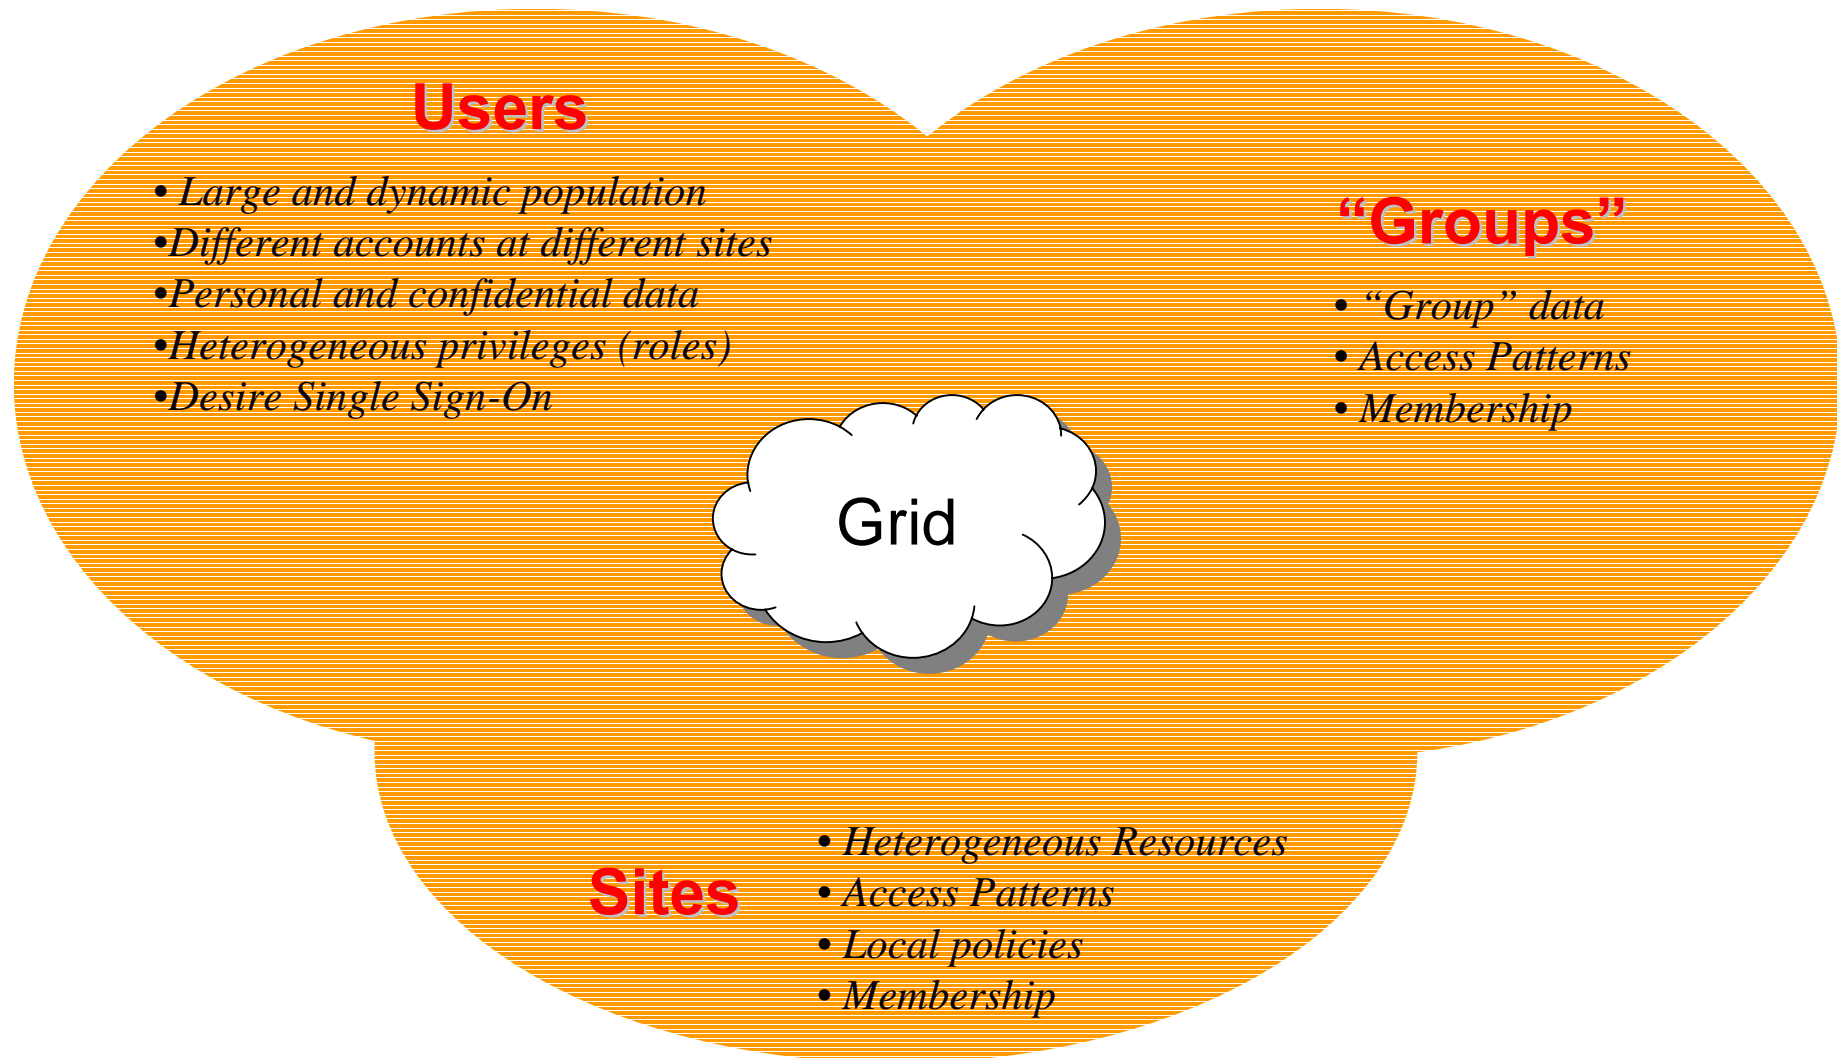 Users
• Large and dynamic population
•Different accounts at different sites
•Personal and confidential data
•Heterogeneous privileges (roles)
•Desire Single Sign-On
“Groups”
• “Group” data
• Access Patterns
• Membership
Grid
Sites
• Heterogeneous Resources
• Access Patterns
• Local policies
• Membership